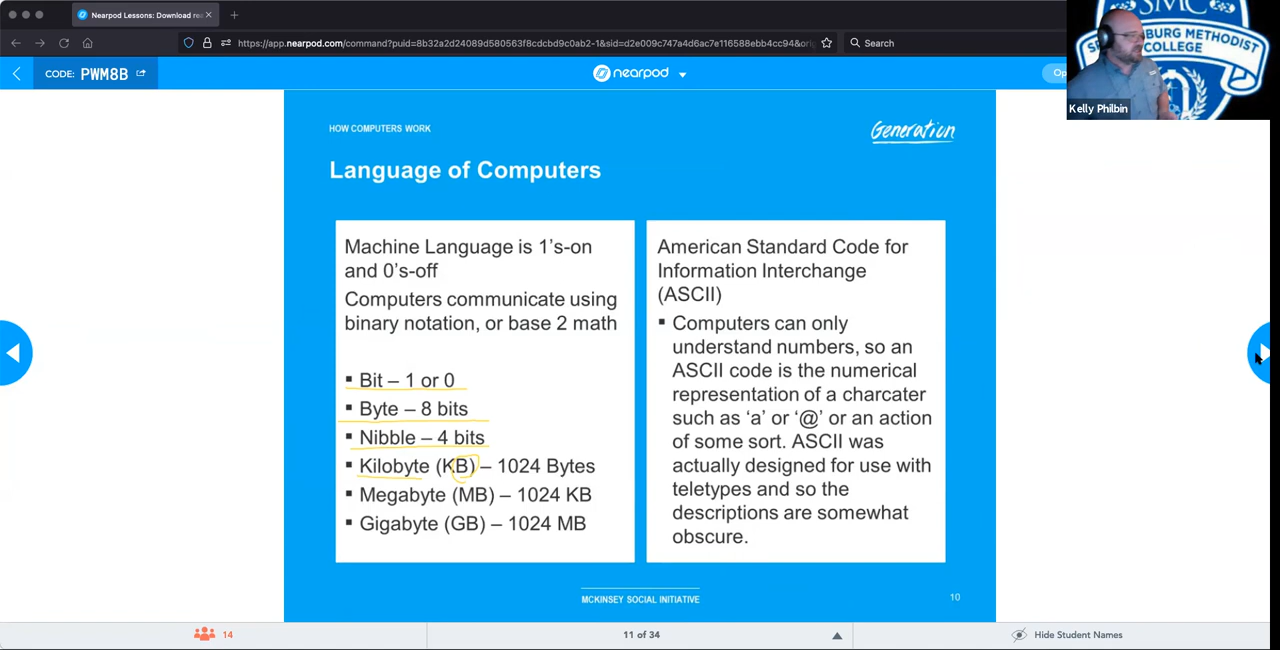 Nearpod Lessons: Download re
https://app.nearpod.com/command?puid=8b32a2d24089d580563f8cdcbd9c0ab2-1&sid=d2e009c747a4d6ac7e116588ebb4cc94&o
Search
SMC
BURG METHODIST
COLLEGE
Kelly Philbin
CODE: PWM8B
nearpod
Op
HOW COMPUTERS WORK
Generation
Language of Computers
Machine Language is 1's-on
and 0's-off
Computers communicate using
binary notation, or base 2 math
▪ Bit – 1 or 0
▪ Byte – 8 bits
▪ Nibble – 4 bits
▪ Kilobyte (KB) – 1024 Bytes
▪ Megabyte (MB) – 1024 KB
▪ Gigabyte (GB) – 1024 MB
American Standard Code for
Information Interchange
(ASCII)
▪ Computers can only
understand numbers, so an
ASCII code is the numerical
representation of a charcater
such as 'a' or '@' or an action
of some sort. ASCII was
actually designed for use with
teletypes and so the
descriptions are somewhat
obscure.
MCKINSEY SOCIAL INITIATIVE
10
14
11 of 34
Hide Student Names